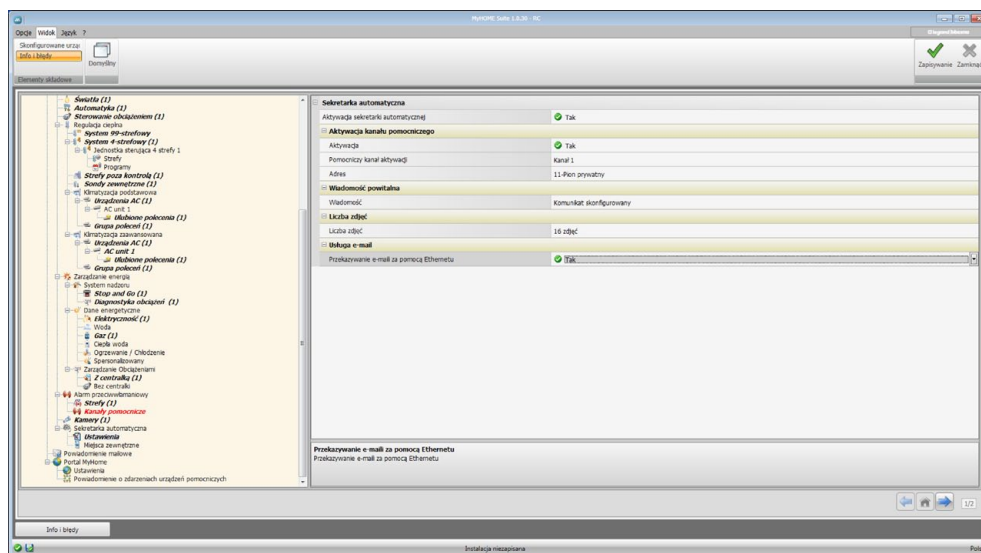 MyHOME Suite 1.0.30 - RC
Opcje Widok Język ?
Skonfigurowane urzą
Info i błędy
Domyślny
Elementy składowe
Zapisywanie Zamknąć
Światła (1)
Automatyka (1)
Sterowanie obciążeniem (1)
Regulacja cieplna
System 99-strefowy
System 4-strefowy (1)
Jednostka sterująca 4 strefy 1
Strefy
Programy
Strefy poza kontrolą (1)
Sondy zewnętrzne (1)
Klimatyzacja podstawowa
Urządzenia AC (1)
AC unit 1
Ulubione polecenia (1)
Grupa poleceń (1)
Klimatyzacja zaawansowana
Urządzenia AC (1)
AC unit 1
Ulubione polecenia (1)
Grupa poleceń (1)
Zarządzanie energią
System nadzoru
Stop and Go (1)
Diagnostyka obciążeń (1)
Dane energetyczne
Elektryczność (1)
Woda
Gaz (1)
Ciepła woda
Ogrzewanie / Chłodzenie
Spersonalizowany
Zarządzanie Obciążeniami
Z centralką (1)
Bez centralki
Alarm przeciwwłamaniowy
Strefy (1)
Kanały pomocnicze
Kamery (1)
Sekretarka automatyczna
Ustawienia
Miejsca zewnętrzne
Powiadomienie mailowe
Portal MyHome
Ustawienia
Powiadomienie o zdarzeniach urządzeń pomocniczych
Sekretarka automatyczna
Aktywacja sekretarki automatycznej Tak
Aktywacja kanału pomocniczego
Aktywacja Tak
Pomocniczy kanał aktywacji Kanał 1
Adres 11-Pion prywatny
Wiadomość powitalna
Wiadomość Komunikat skonfigurowany
Liczba zdjęć
Liczba zdjęć 16 zdjęć
Usługa e-mail
Przekazywanie e-maili za pomocą Ethernetu Tak
Przekazywanie e-maili za pomocą Ethernetu
Przekazywanie e-maili za pomocą Ethernetu
1/2
Info i błędy
Instalacja niezapisana
Pols